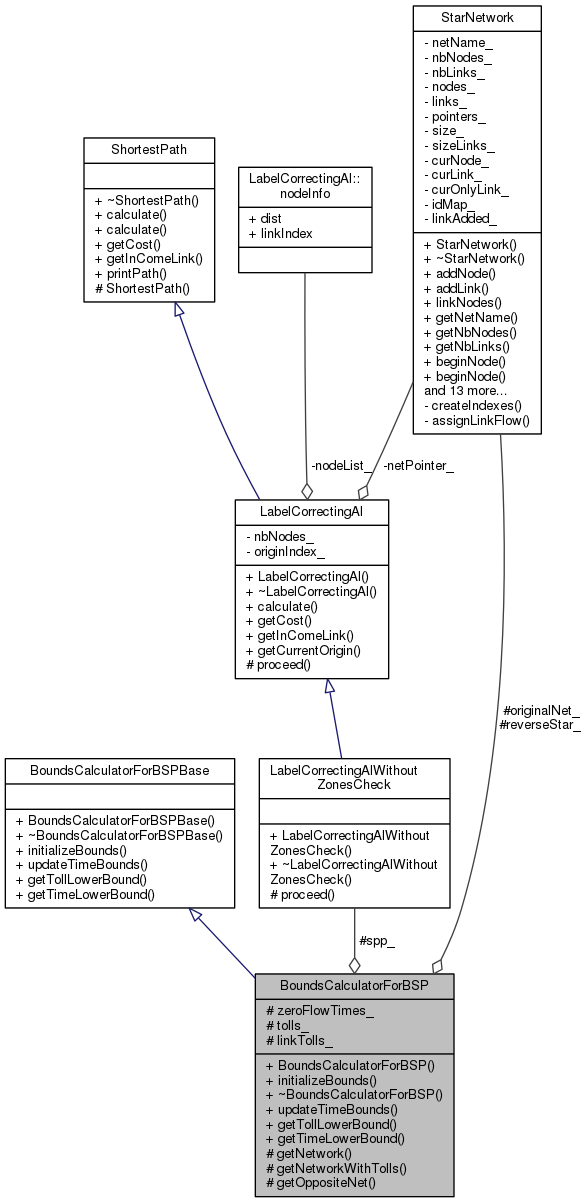 StarNetwork
- netName_
- nbNodes_
- nbLinks_
- nodes_
- links_
- pointers_
- size_
- sizeLinks_
- curNode_
- curLink_
- curOnlyLink_
- idMap_
- linkAdded_
+ StarNetwork()
+ ~StarNetwork()
+ addNode()
+ addLink()
+ linkNodes()
+ getNetName()
+ getNbNodes()
+ getNbLinks()
+ beginNode()
+ beginNode()
and 13 more...
- createIndexes()
- assignLinkFlow()
ShortestPath
+ ~ShortestPath()
+ calculate()
+ calculate()
+ getCost()
+ getInComeLink()
+ printPath()
# ShortestPath()
LabelCorrectingAl::
nodeInfo
+ dist
+ linkIndex
-nodeList_
-netPointer_
LabelCorrectingAl
- nbNodes_
- originIndex_
+ LabelCorrectingAl()
+ ~LabelCorrectingAl()
+ calculate()
+ getCost()
+ getInComeLink()
+ getCurrentOrigin()
# proceed()
#originalNet_
#reverseStar_
BoundsCalculatorForBSPBase
+ BoundsCalculatorForBSPBase()
+ ~BoundsCalculatorForBSPBase()
+ initializeBounds()
+ updateTimeBounds()
+ getTollLowerBound()
+ getTimeLowerBound()
LabelCorrectingAlWithout
ZonesCheck
+ LabelCorrectingAlWithout
ZonesCheck()
+ ~LabelCorrectingAlWithout
ZonesCheck()
# proceed()
#spp_
BoundsCalculatorForBSP
# zeroFlowTimes_
# tolls_
# linkTolls_
+ BoundsCalculatorForBSP()
+ initializeBounds()
+ ~BoundsCalculatorForBSP()
+ updateTimeBounds()
+ getTollLowerBound()
+ getTimeLowerBound()
# getNetwork()
# getNetworkWithTolls()
# getOppositeNet()